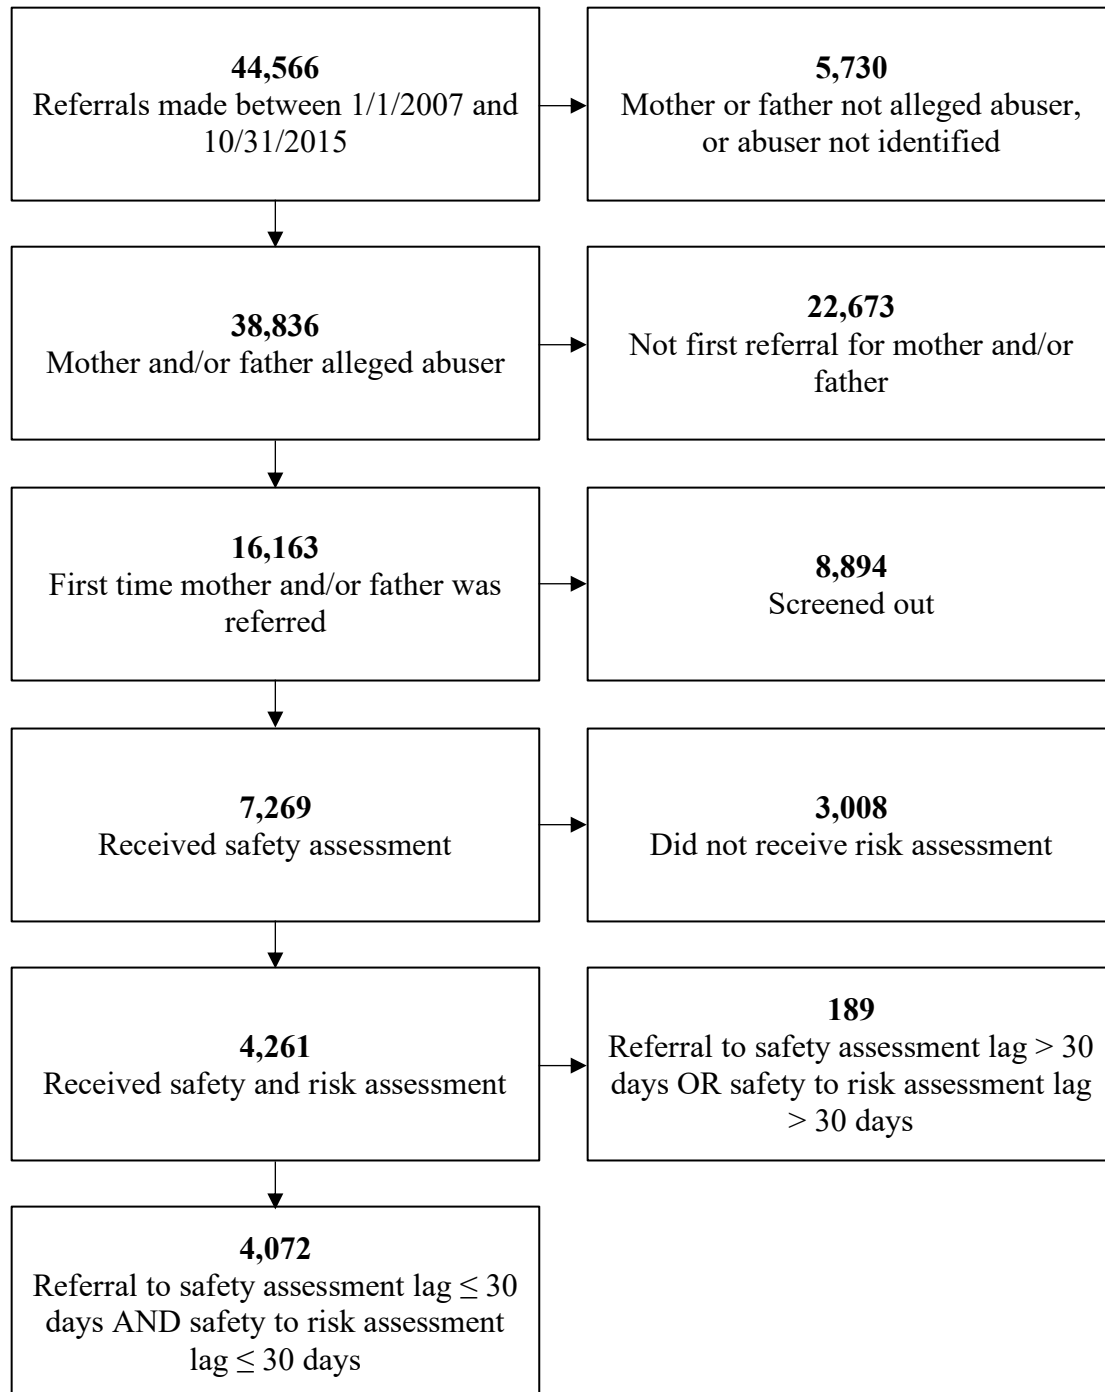 44,566
Referrals made between 1/1/2007 and
10/31/2015
5,730
Mother or father not alleged abuser,
or abuser not identified
38,836
Mother and/or father alleged abuser
22,673
Not first referral for mother and/or
father
16,163
First time mother and/or father was
referred
8,894
Screened out
7,269
Received safety assessment
3,008
Did not receive risk assessment
4,261
Received safety and risk assessment
189
Referral to safety assessment lag > 30
days OR safety to risk assessment lag
> 30 days
4,072
Referral to safety assessment lag ≤ 30
days AND safety to risk assessment
lag ≤ 30 days